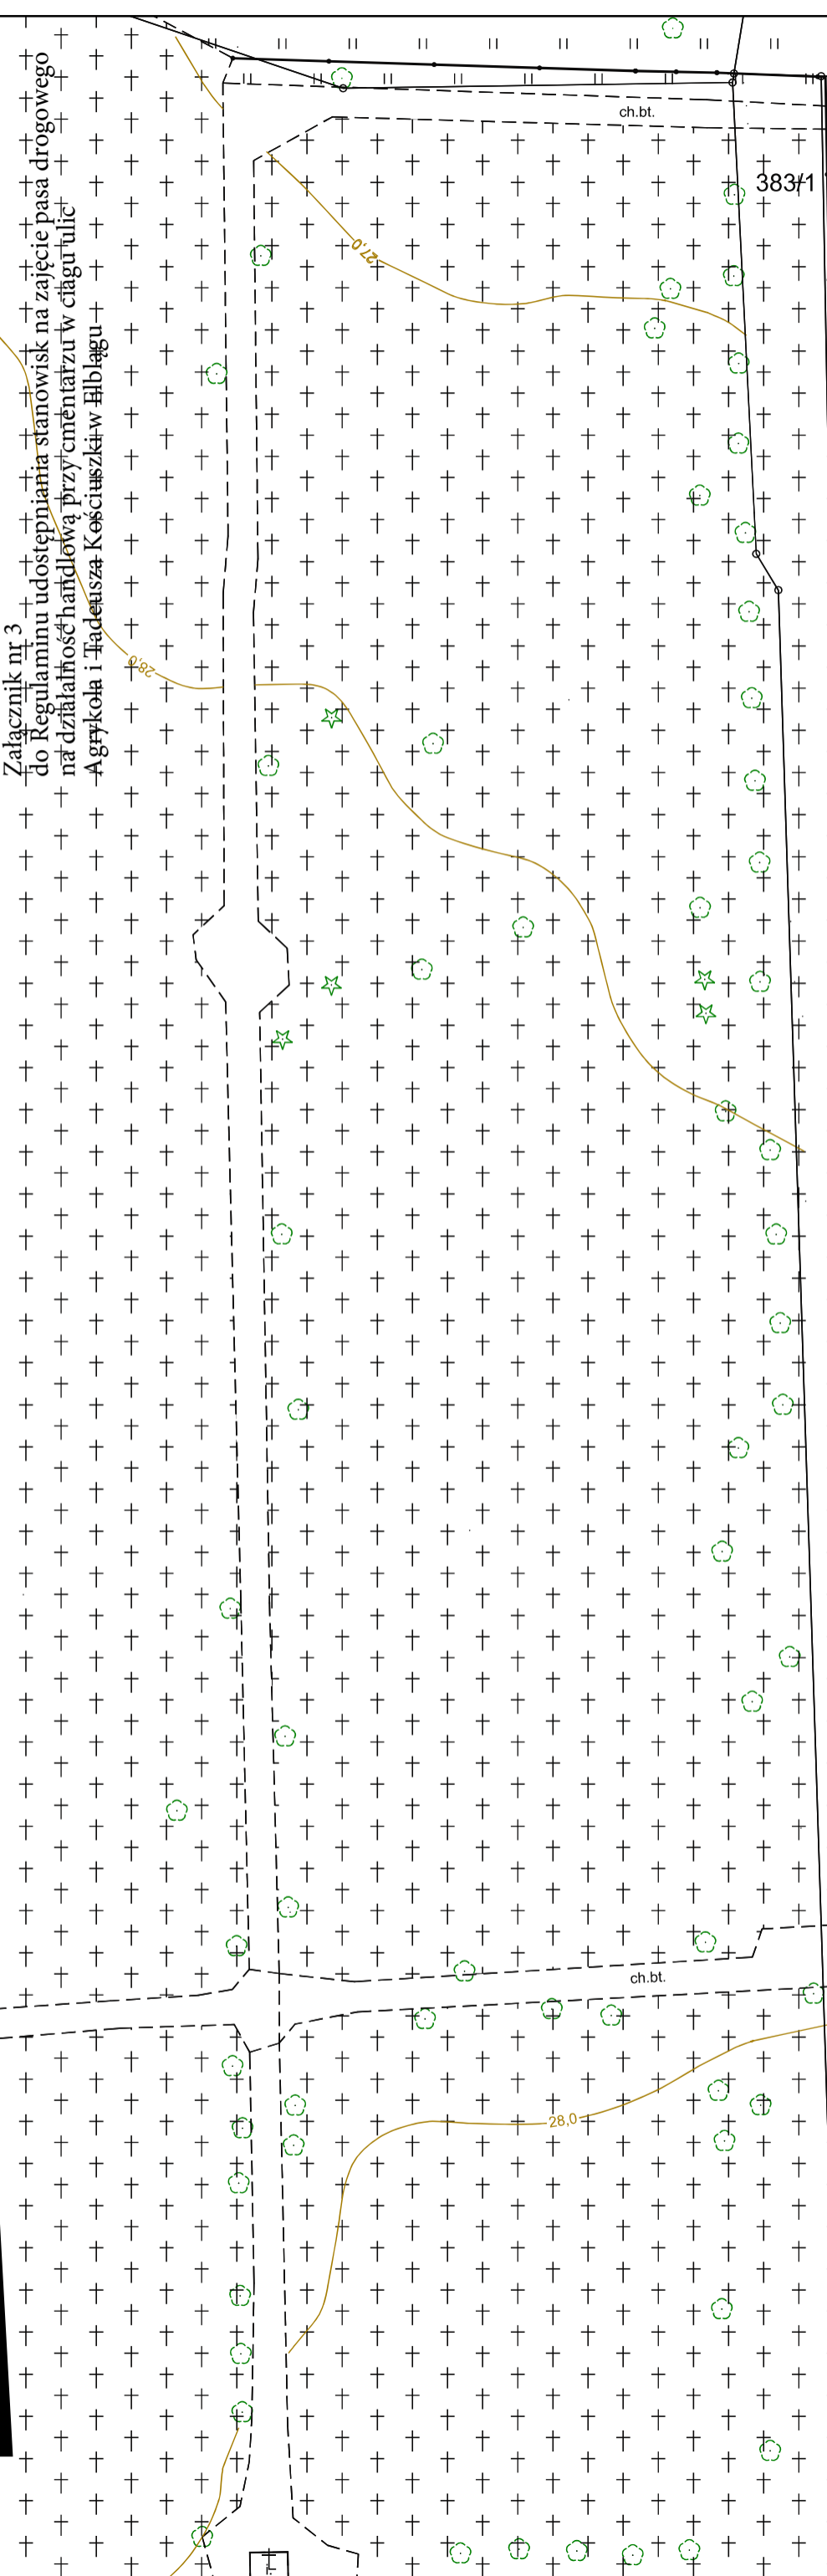 Załącznik nr 3
do Regulaminu udostępniania stanowisk na zajęcie pasa drogowego
na działalność handlową przy cmentarzu w ciągu ulic
Agrykola i Tadeusza Kościuszki w Elblągu
ch.bt.
383/1
27,0
28,0
ch.bt.
28,0